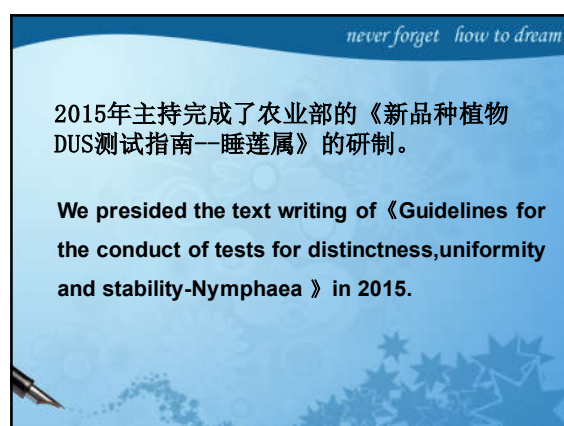 never forget how to dream
2015年主持完成了农业部的《新品种植物
DUS测试指南--睡莲属》的研制。
We presided the text writing of《Guidelines for
the conduct of tests for distinctness,uniformity
and stability-Nymphaea 》in 2015.